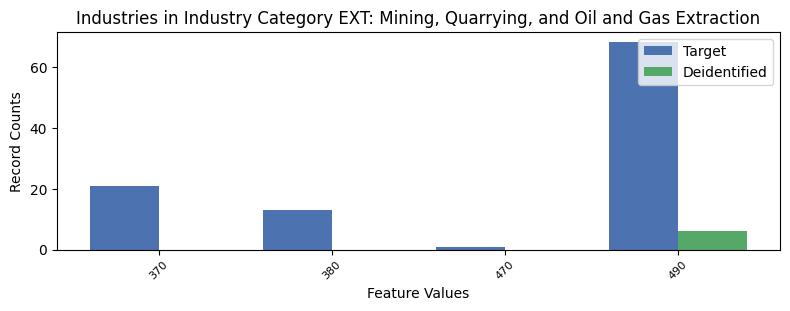 Industries in Industry Category EXT: Mining, Quarrying, and Oil and Gas Extraction
Target
Deidentified
Record Counts
60
40
20
0
370
380
470
490
Feature Values